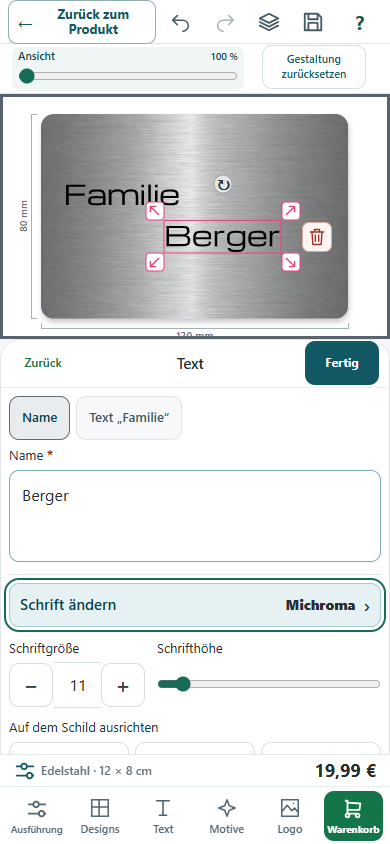 ← Zurück zum
Produkt
?
Ansicht
100 %
Gestaltung
zurücksetzen
Familie
Berger
80 mm
120 mm
Zurück
Text
Fertig
Name
Text „Familie“
Name *
Berger
Schrift ändern
Michroma ›
Schriftgröße
Schrifthöhe
− 11 +
Auf dem Schild ausrichten
Edelstahl · 12 × 8 cm
19,99 €
Ausführung
Designs
Text
Motive
Logo
Warenkorb